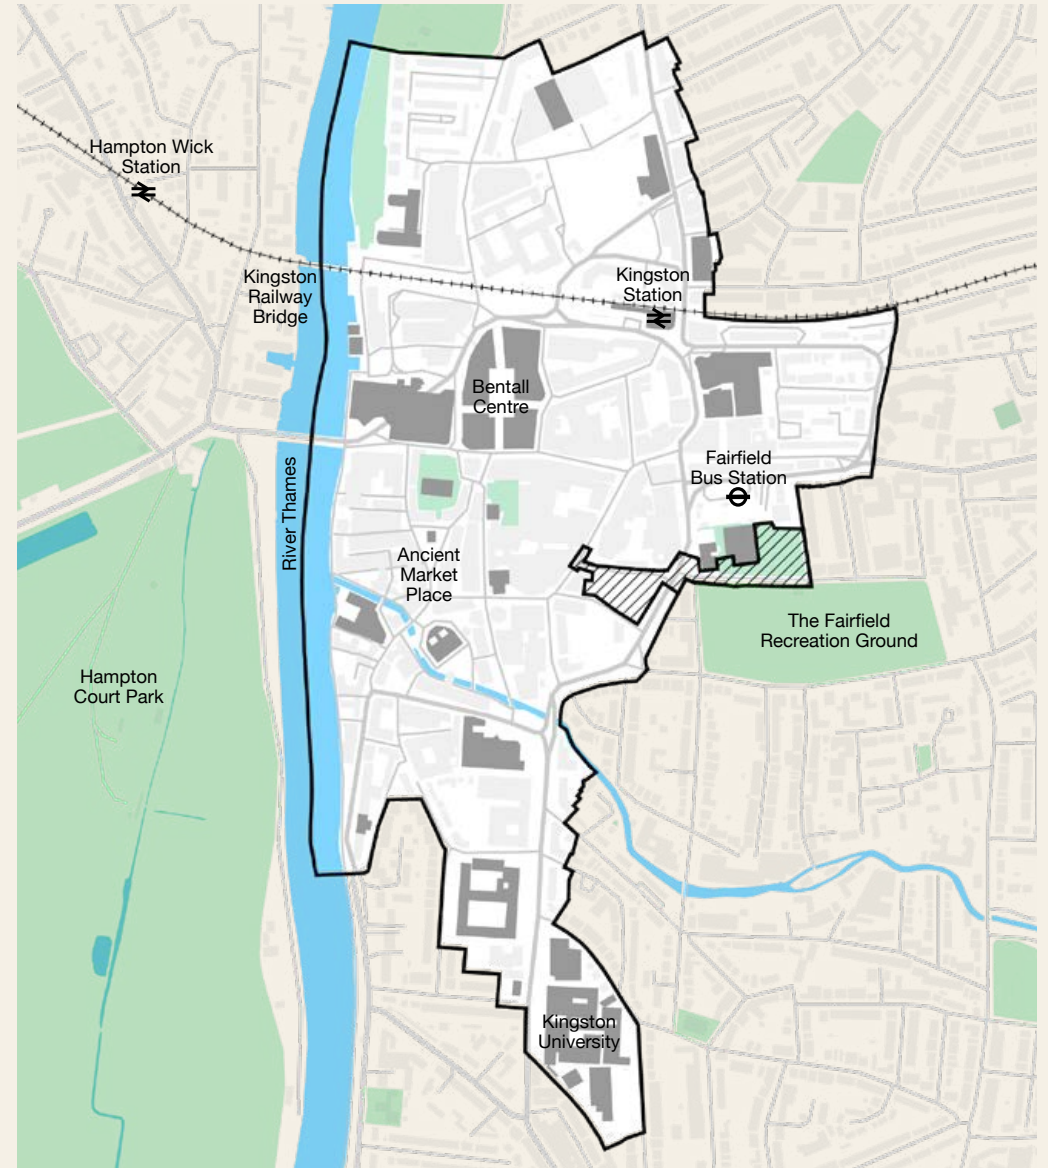 Hampton Wick
Station
Kingston
Railway
Bridge
Kingston
Station
Bentall
Centre
Fairfield
Bus Station
River Thames
Ancient
Market
Place
The Fairfield
Recreation Ground
Hampton
Court Park
Kingston
University